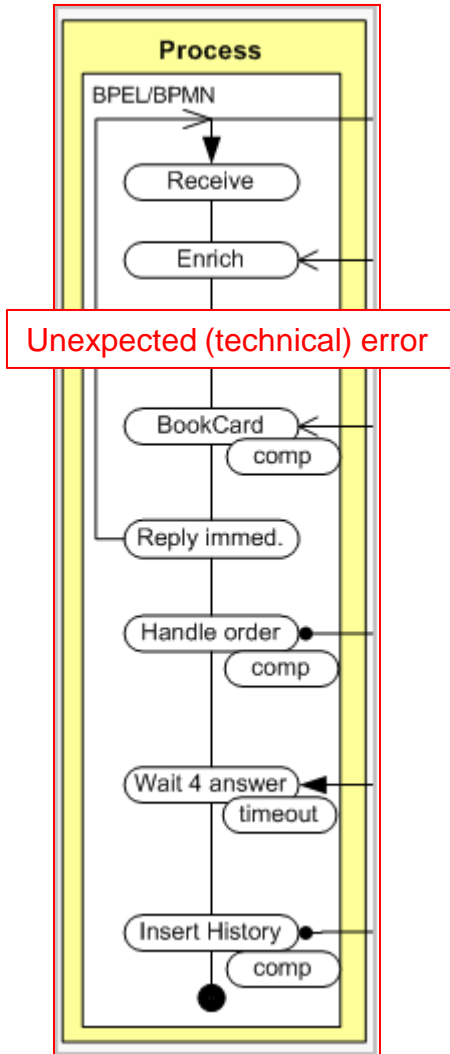 Process
BPEL/BPMN
Receive
Enrich
Unexpected (technical) error
BookCard
comp
Reply immed.
Handle order
comp
Wait 4 answer
timeout
Insert History
comp